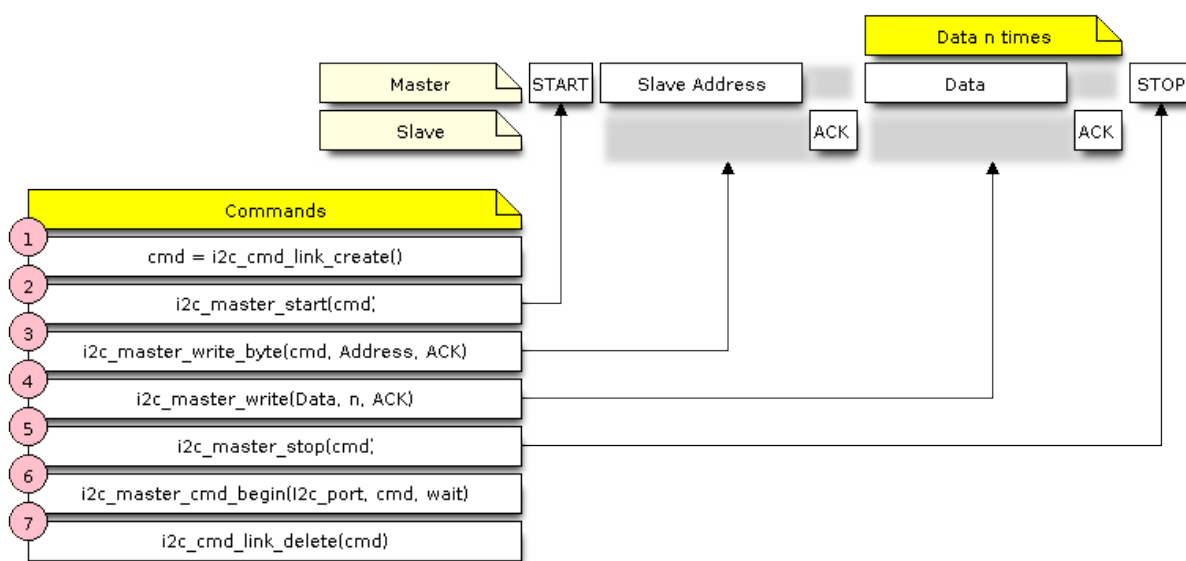 Data n times
Master START Slave Address Data STOP
Slave ACK ACK
Commands
1
cmd = i2c_cmd_link_create()
2
i2c_master_start(cmd;
3
i2c_master_write_byte(cmd, Address, ACK)
4
i2c_master_write(Data, n, ACK)
5
i2c_master_stop(cmd;
6
i2c_master_cmd_begin(I2c_port, cmd, wait)
7
i2c_cmd_link_delete(cmd)